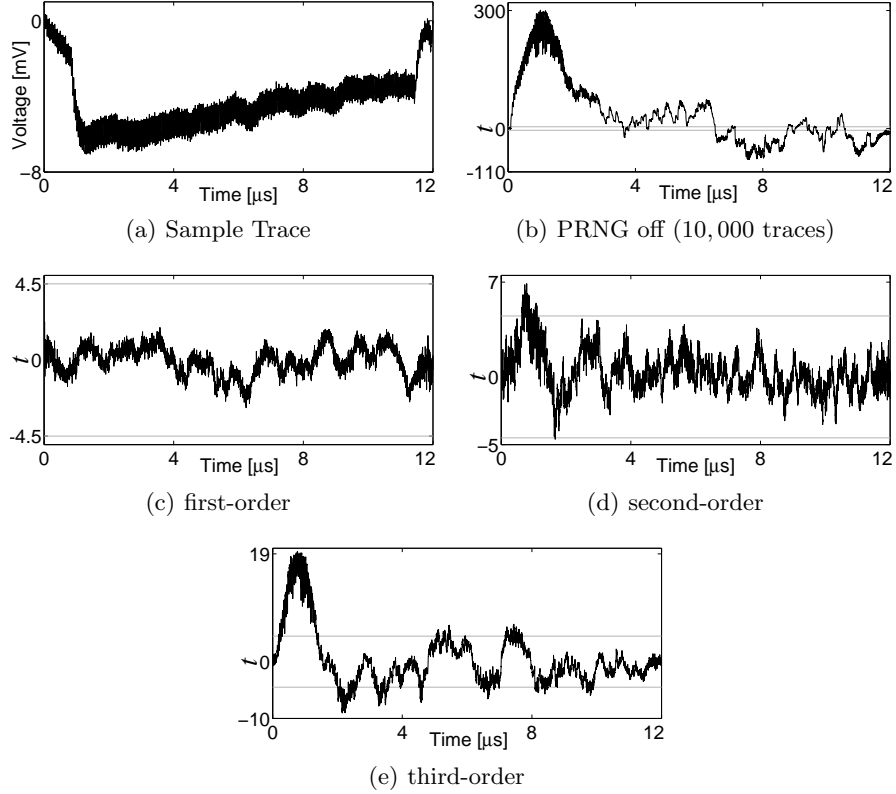 0
Voltage [mV]
−8
0
4
8
12
Time [μs]
(a) Sample Trace
300
t
0
-110
0
4
8
12
Time [μs]
(b) PRNG off (10,000 traces)
4.5
t
0
-4.5
0
4
8
12
Time [μs]
(c) first-order
7
t
0
−5
0
4
8
12
Time [μs]
(d) second-order
19
t
0
−10
0
4
8
12
Time [μs]
(e) third-order